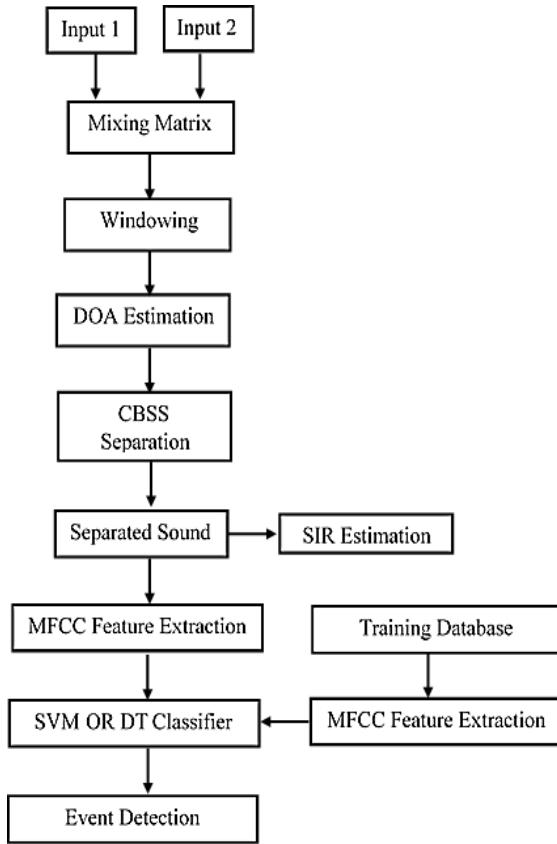 Input 1
Input 2
Mixing Matrix
Windowing
DOA Estimation
CBSS
Separation
Separated Sound
SIR Estimation
MFCC Feature Extraction
Training Database
SVM OR DT Classifier
MFCC Feature Extraction
Event Detection